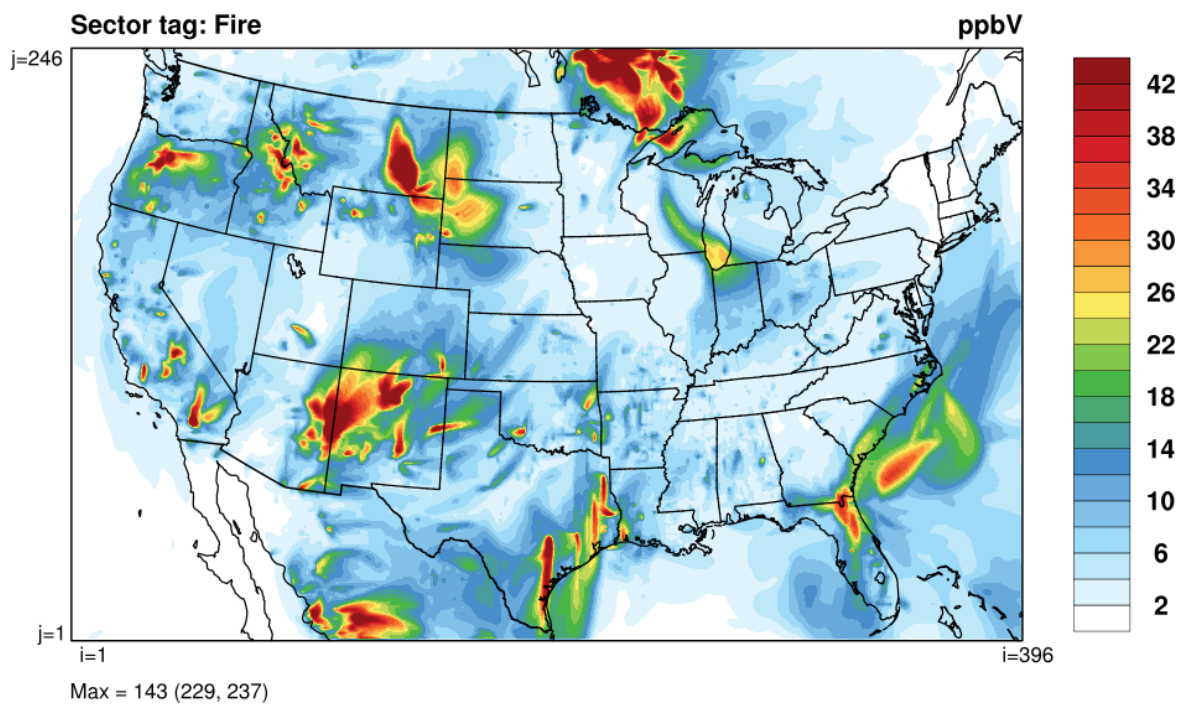 Sector tag: Fire
ppbV
j=246
42
38
34
30
26
22
18
14
10
6
2
j=1
i=1
i=396
Max = 143 (229, 237)